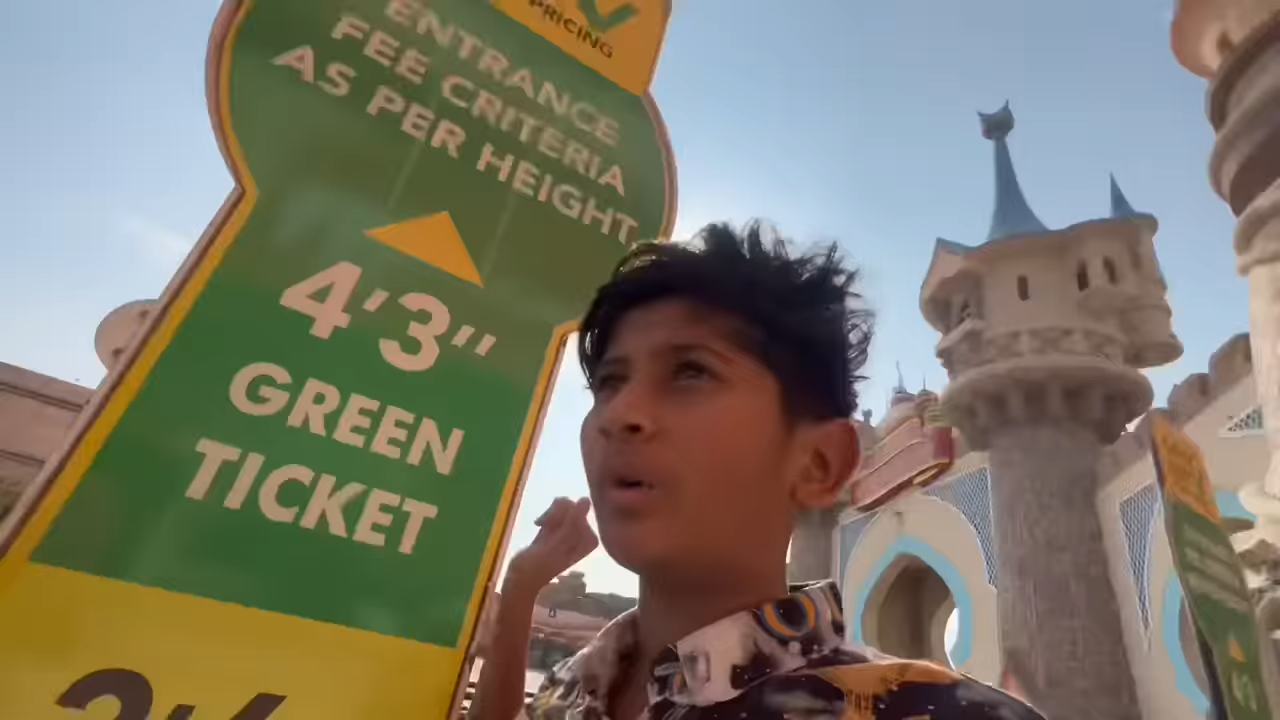 PRICING
ENTRANCE
FEE CRITERIA
AS PER HEIGHT
4'3"
GREEN
TICKET